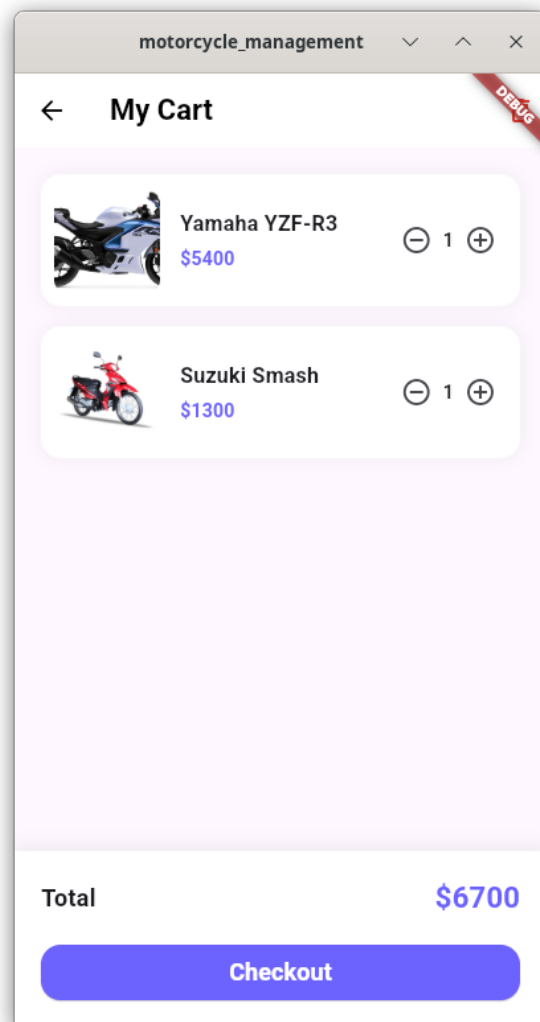 motorcycle_management
My Cart
DEBUG
Yamaha YZF-R3
$5400
1
Suzuki Smash
$1300
1
Total
$6700
Checkout